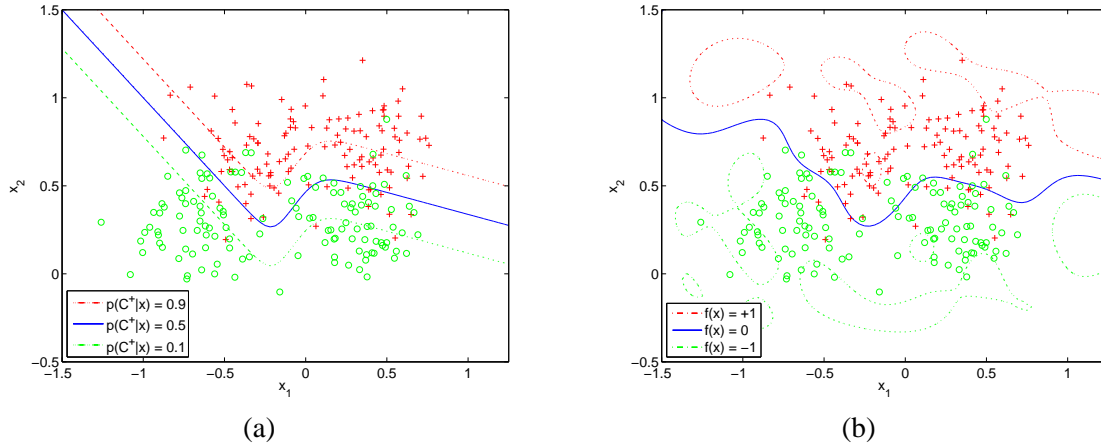 1.5
1
0.5
0
−0.5
x2
−1.5 −1 −0.5 0 0.5 1
x1
p(C+|x) = 0.9
p(C+|x) = 0.5
p(C+|x) = 0.1
(a)
1.5
1
0.5
0
−0.5
x2
−1.5 −1 −0.5 0 0.5 1
x1
f(x) = +1
f(x) = 0
f(x) = −1
(b)